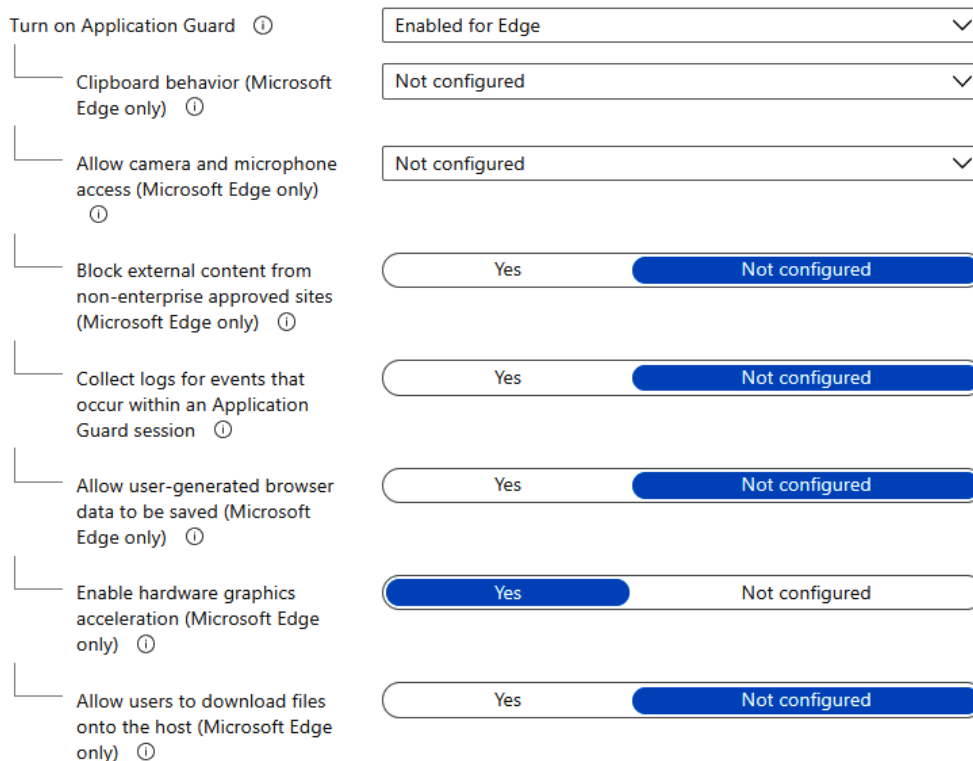 Turn on Application Guard
Enabled for Edge
Clipboard behavior (Microsoft
Edge only)
Not configured
Allow camera and microphone
access (Microsoft Edge only)
Not configured
Block external content from
non-enterprise approved sites
(Microsoft Edge only)
Yes
Not configured
Collect logs for events that
occur within an Application
Guard session
Yes
Not configured
Allow user-generated browser
data to be saved (Microsoft
Edge only)
Yes
Not configured
Enable hardware graphics
acceleration (Microsoft Edge
only)
Yes
Not configured
Allow users to download files
onto the host (Microsoft Edge
only)
Yes
Not configured